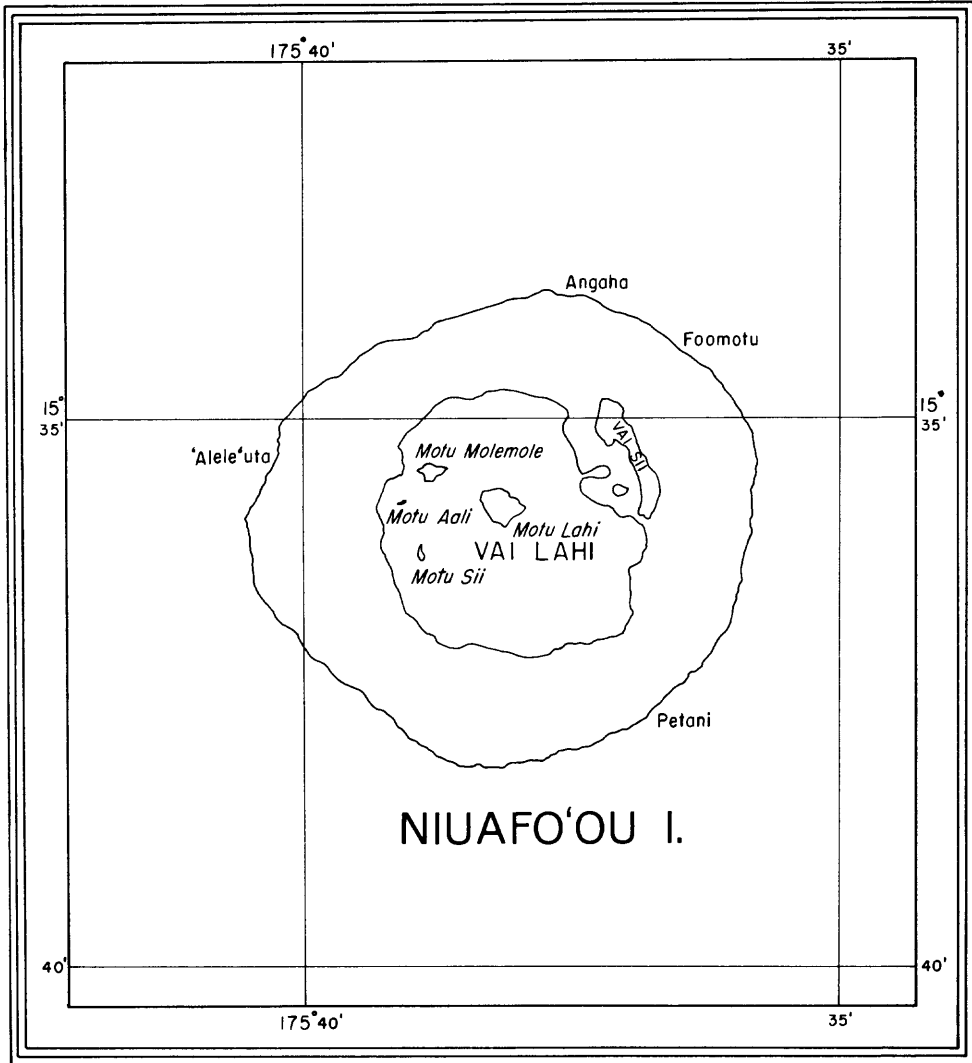 175° 40'
35'
Angaha
Foomotu
15°
35'
15°
35'
'Alele'uta
Motu Molemole
VAI SII
Motu Aali
Motu Lahi
VAI LAHI
Motu Sii
Petani
NIUAFO'OU I.
40'
40'
175° 40'
35'